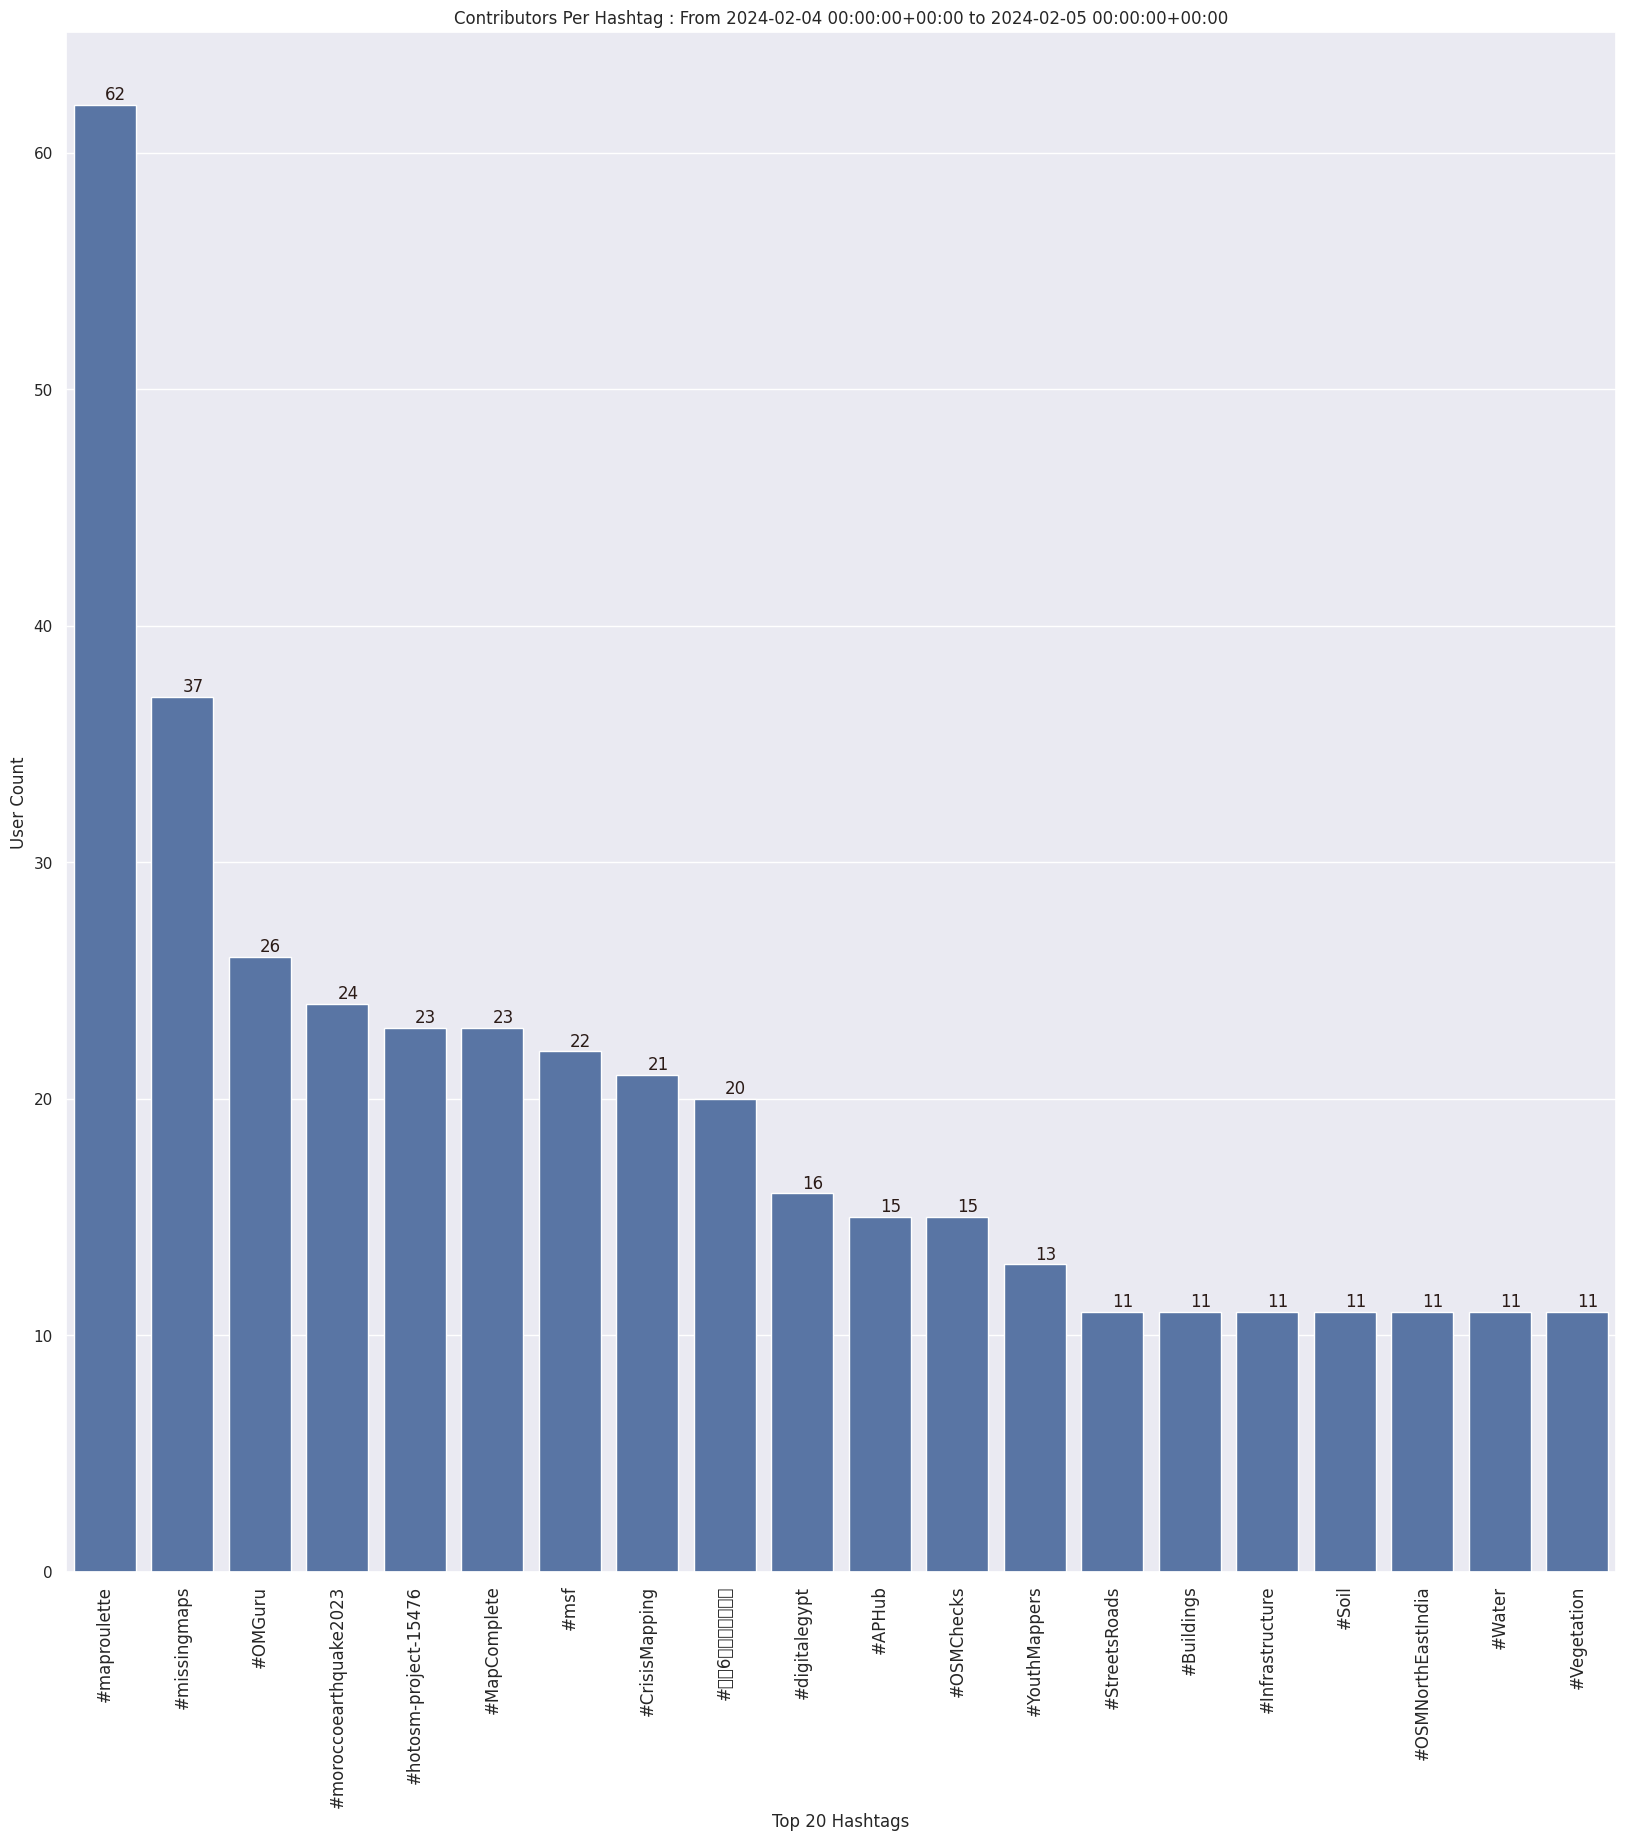 Contributors Per Hashtag : From 2024-02-04 00:00:00+00:00 to 2024-02-05 00:00:00+00:00
62
37
26
24
23
23
22
21
20
16
15
15
13
11
11
11
11
11
11
11
60
50
40
30
20
10
0
User Count
#maproulette
#missingmaps
#OMGuru
#moroccoearthquake2023
#hotosm-project-15476
#MapComplete
#msf
#CrisisMapping
#digitalegypt
#APHub
#OSMChecks
#YouthMappers
#StreetsRoads
#Buildings
#Infrastructure
#Soil
#OSMNorthEastIndia
#Water
#Vegetation
Top 20 Hashtags